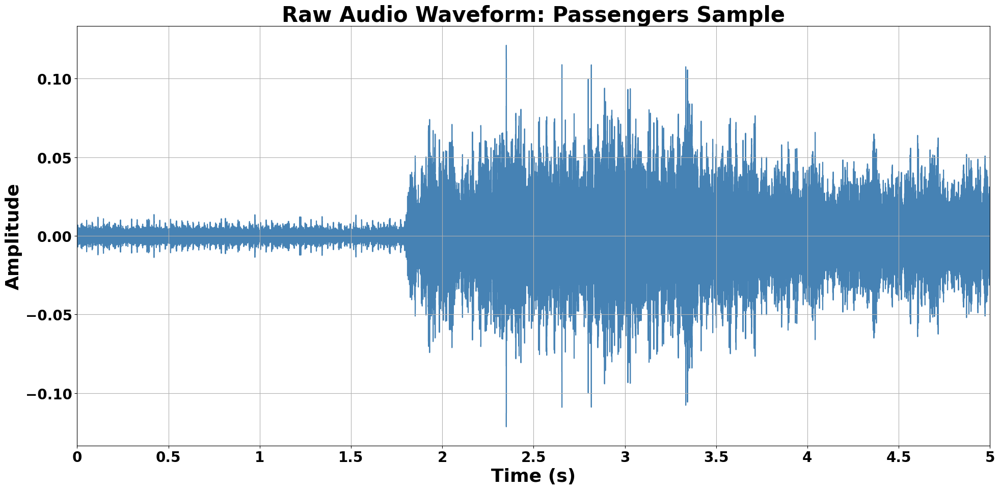 Raw Audio Waveform: Passengers Sample
Amplitude
0.10
0.05
0.00
−0.05
−0.10
0 0.5 1 1.5 2 2.5 3 3.5 4 4.5 5
Time (s)